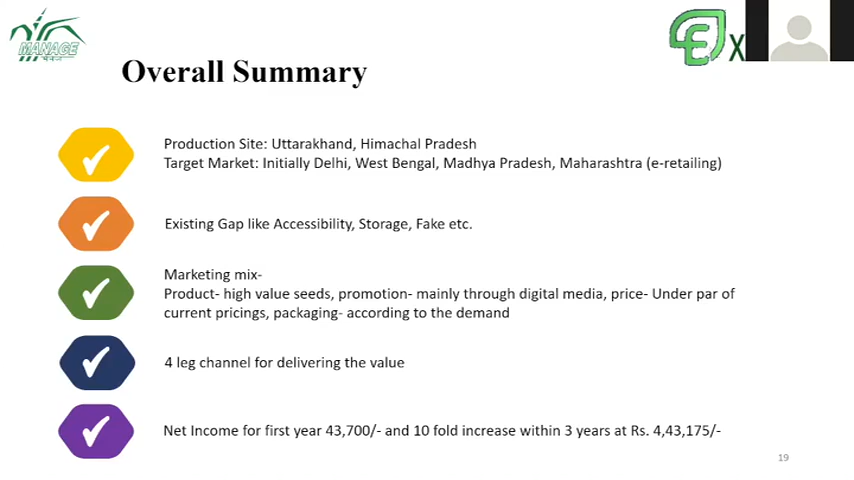 MANAGE
मैनेज
X
Overall Summary
Production Site: Uttarakhand, Himachal Pradesh
Target Market: Initially Delhi, West Bengal, Madhya Pradesh, Maharashtra (e-retailing)
Existing Gap like Accessibility, Storage, Fake etc.
Marketing mix-
Product- high value seeds, promotion- mainly through digital media, price- Under par of
current pricings, packaging- according to the demand
4 leg channel for delivering the value
Net Income for first year 43,700/- and 10 fold increase within 3 years at Rs. 4,43,175/-
19